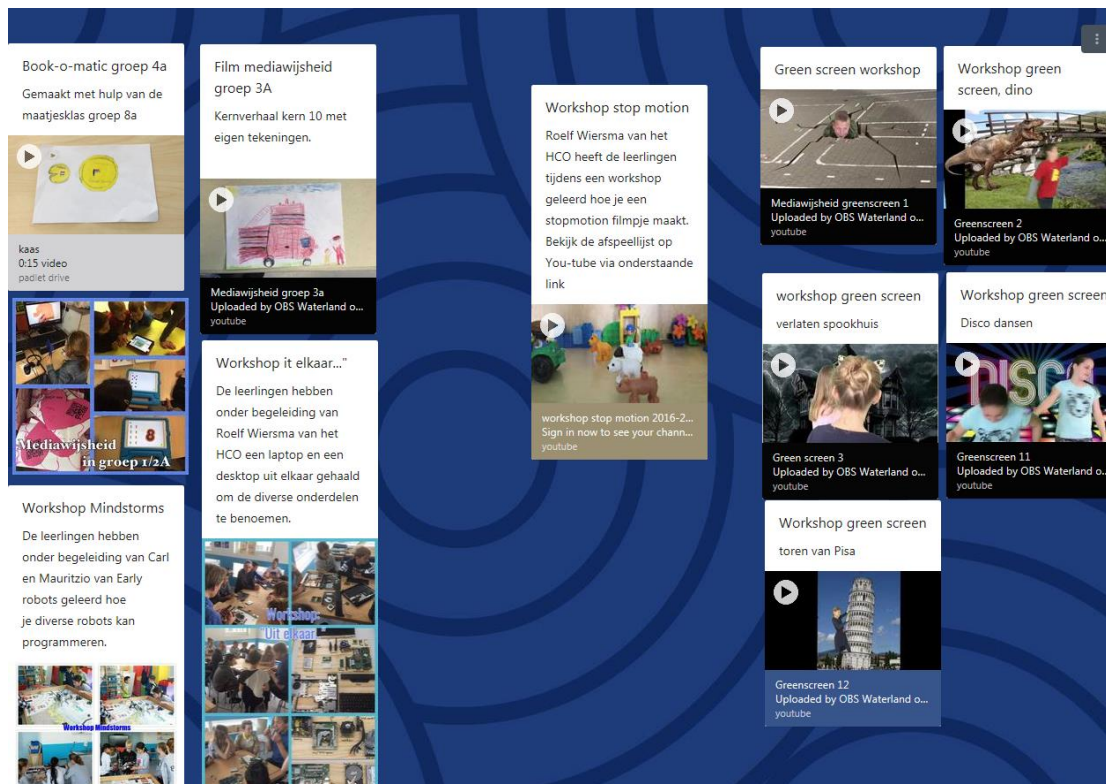 Book-o-matic groep 4a
Gemaakt met hulp van de
maatjesklas groep 8a
kaas
0:15 video
padlet drive
Mediawijsheid
in groep 1/2A
8
Workshop Mindstorms
De leerlingen hebben
onder begeleiding van Carl
en Mauritzio van Early
robots geleerd hoe
je diverse robots kan
programmeren.
Workshop Mindstorms
Film mediawijsheid
groep 3A
Kernverhaal kern 10 met
eigen tekeningen.
Mediawijsheid groep 3a
Uploaded by OBS Waterland o...
youtube
Workshop it elkaar..."
De leerlingen hebben
onder begeleiding van
Roelf Wiersma van het
HCO een laptop en een
desktop uit elkaar gehaald
om de diverse onderdelen
te benoemen.
Workshop
Uit elkaar
Workshop stop motion
Roelf Wiersma van het
HCO heeft de leerlingen
tijdens een workshop
geleerd hoe je een
stopmotion filmpje maakt.
Bekijk de afspeellijst op
You-tube via onderstaande
link
workshop stop motion 2016-2...
Sign in now to see your chann...
youtube
Green screen workshop
Mediawijsheid greenscreen 1
Uploaded by OBS Waterland o...
youtube
Workshop green
screen, dino
Greenscreen 2
Uploaded by OBS Waterland o...
youtube
workshop green screen
verlaten spookhuis
Green screen 3
Uploaded by OBS Waterland o...
youtube
Workshop green screen
Disco dansen
DISCO
Greenscreen 11
Uploaded by OBS Waterland o...
youtube
Workshop green screen
toren van Pisa
Greenscreen 12
Uploaded by OBS Waterland o...
youtube